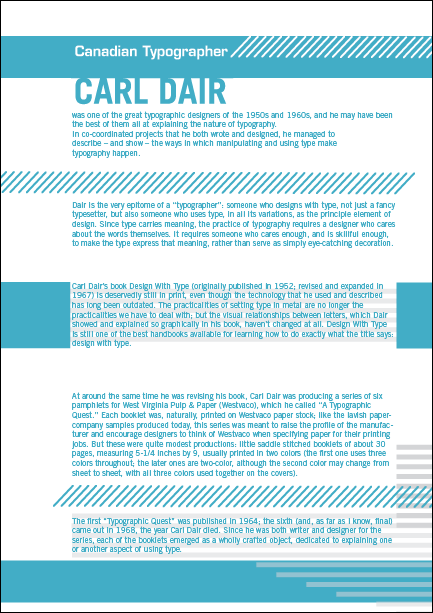 Canadian Typographer
CARL DAIR
was one of the great typographic designers of the 1950s and 1960s, and he may have been
the best of them all at explaining the nature of typography.
In co-coordinated projects that he both wrote and designed, he managed to
describe – and show – the ways in which manipulating and using type make
typography happen.
Dair is the very epitome of a “typographer”: someone who designs with type, not just a fancy
typesetter, but also someone who uses type, in all its variations, as the principle element of
design. Since type carries meaning, the practice of typography requires a designer who cares
about the words themselves. It requires someone who cares enough, and is skillful enough,
to make the type express that meaning, rather than serve as simply eye-catching decoration.
Carl Dair's book Design With Type (originally published in 1952; revised and expanded in
1967) is deservedly still in print, even though the technology that he used and described
has long been outdated. The practicalities of setting type in metal are no longer the
practicalities we have to deal with; but the visual relationships between letters, which Dair
showed and explained so graphically in his book, haven't changed at all. Design With Type
is still one of the best handbooks available for learning how to do exactly what the title says:
design with type.
At around the same time he was revising his book, Carl Dair was producing a series of six
pamphlets for West Virginia Pulp & Paper (Westvaco), which he called “A Typographic
Quest.” Each booklet was, naturally, printed on Westvaco paper stock; like the lavish paper-
company samples produced today, this series was meant to raise the profile of the manufac-
turer and encourage designers to think of Westvaco when specifying paper for their printing
jobs. But these were quite modest productions: little saddle stitched booklets of about 30
pages, measuring 5-1/4 inches by 9, usually printed in two colors (the first one uses three
colors throughout; the later ones are two-color, although the second color may change from
sheet to sheet, with all three colors used together on the covers).
The first “Typographic Quest” was published in 1964; the sixth (and, as far as I know, final)
came out in 1968, the year Carl Dair died. Since he was both writer and designer for the
series, each of the booklets emerged as a wholly crafted object, dedicated to explaining one
or another aspect of using type.